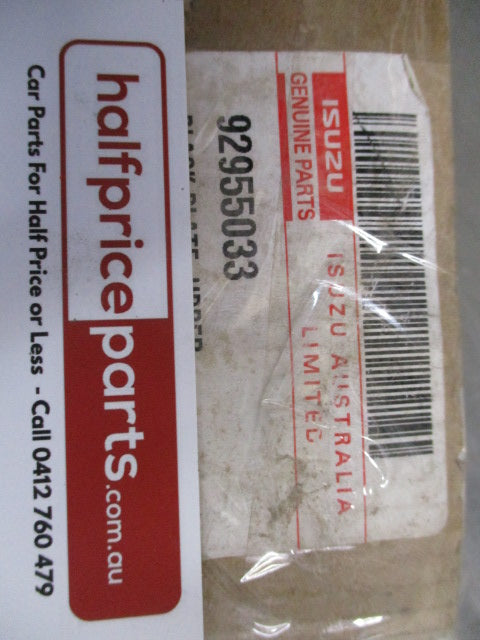 ISUZU
GENUINE PARTS
ISUZU AUSTRALIA
LIMITED
92955033
halfpriceparts.com.au
Car Parts For Half Price or Less - Call 0412 760 479